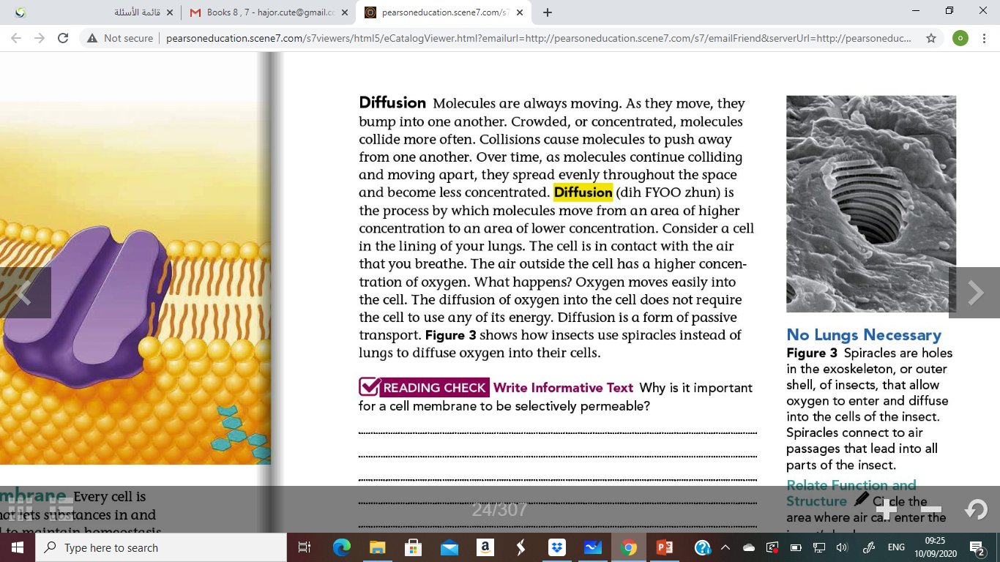 قائمة الأسئلة
Books 8 , 7 - hajor.cute@gmail.cc
pearsoneducation.scene7.com/s7
Not secure
pearsoneducation.scene7.com/s7viewers/html5/eCatalogViewer.html?emailurl=http://pearsoneducation.scene7.com/s7/emailFriend&serverUrl=http://pearsoneduc...
o
Diffusion Molecules are always moving. As they move, they
bump into one another. Crowded, or concentrated, molecules
collide more often. Collisions cause molecules to push away
from one another. Over time, as molecules continue colliding
and moving apart, they spread evenly throughout the space
and become less concentrated. Diffusion (dih FYOO zhun) is
the process by which molecules move from an area of higher
concentration to an area of lower concentration. Consider a cell
in the lining of your lungs. The cell is in contact with the air
that you breathe. The air outside the cell has a higher concen-
tration of oxygen. What happens? Oxygen moves easily into
the cell. The diffusion of oxygen into the cell does not require
the cell to use any of its energy. Diffusion is a form of passive
transport. Figure 3 shows how insects use spiracles instead of
lungs to diffuse oxygen into their cells.
READING CHECK Write Informative Text Why is it important
for a cell membrane to be selectively permeable?
No Lungs Necessary
Figure 3 Spiracles are holes
in the exoskeleton, or outer
shell, of insects, that allow
oxygen to enter and diffuse
into the cells of the insect.
Spiracles connect to air
passages that lead into all
parts of the insect.
Relate Function and
Structure Circle the
area where air can enter the
mbrane Every cell is
lets substances in and
to maintain homeostasis
24/307
Type here to search
ENG
09:25
10/09/2020
2